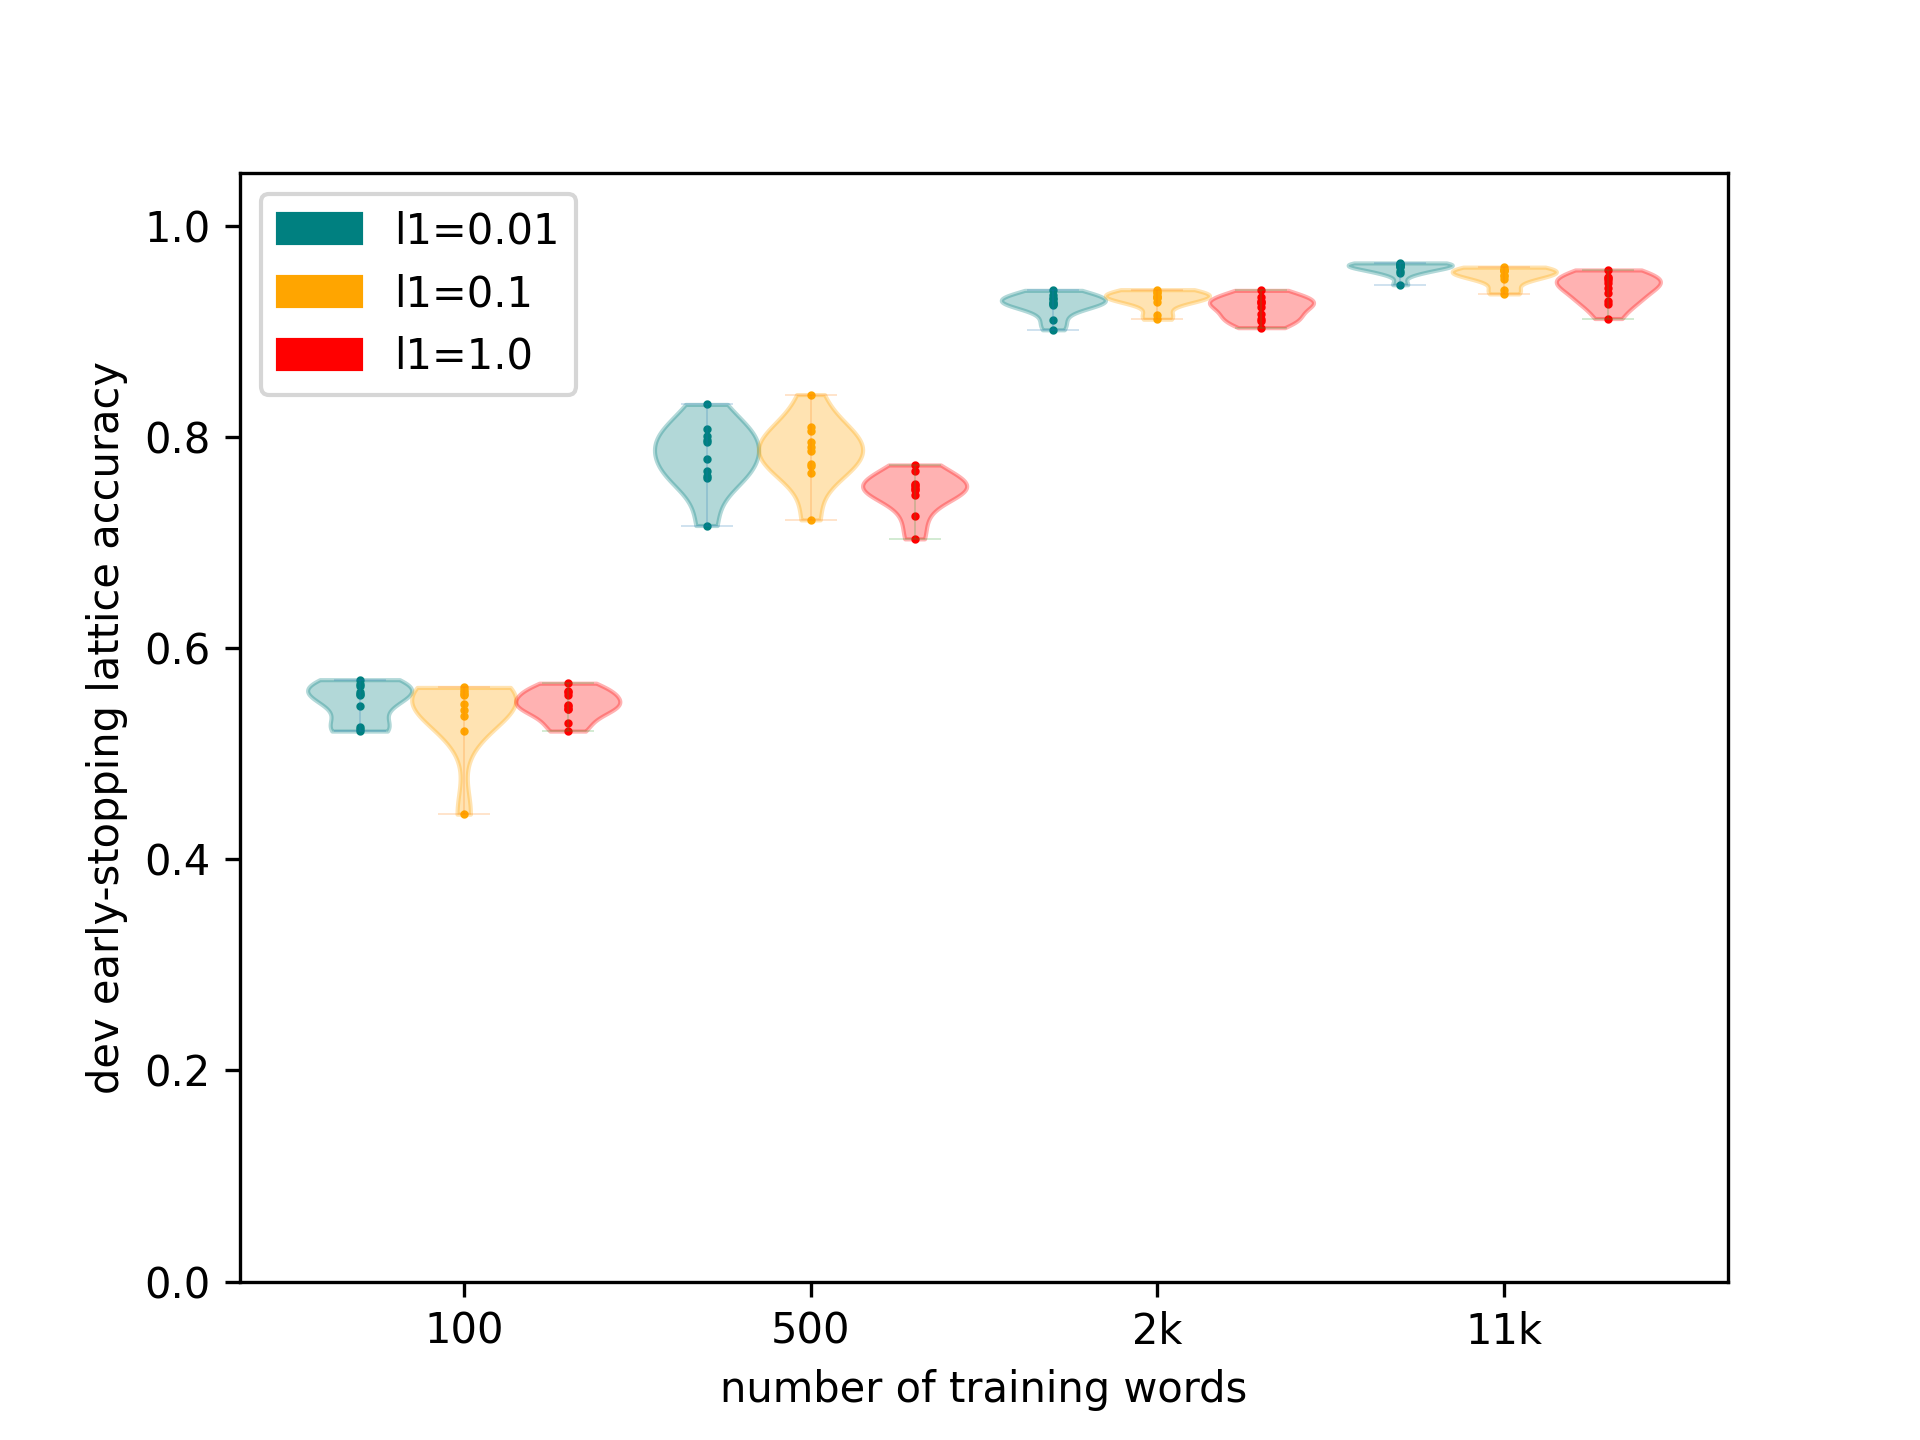 l1=0.01
l1=0.1
l1=1.0
dev early-stopping lattice accuracy
1.0
0.8
0.6
0.4
0.2
0.0
100 500 2k 11k
number of training words